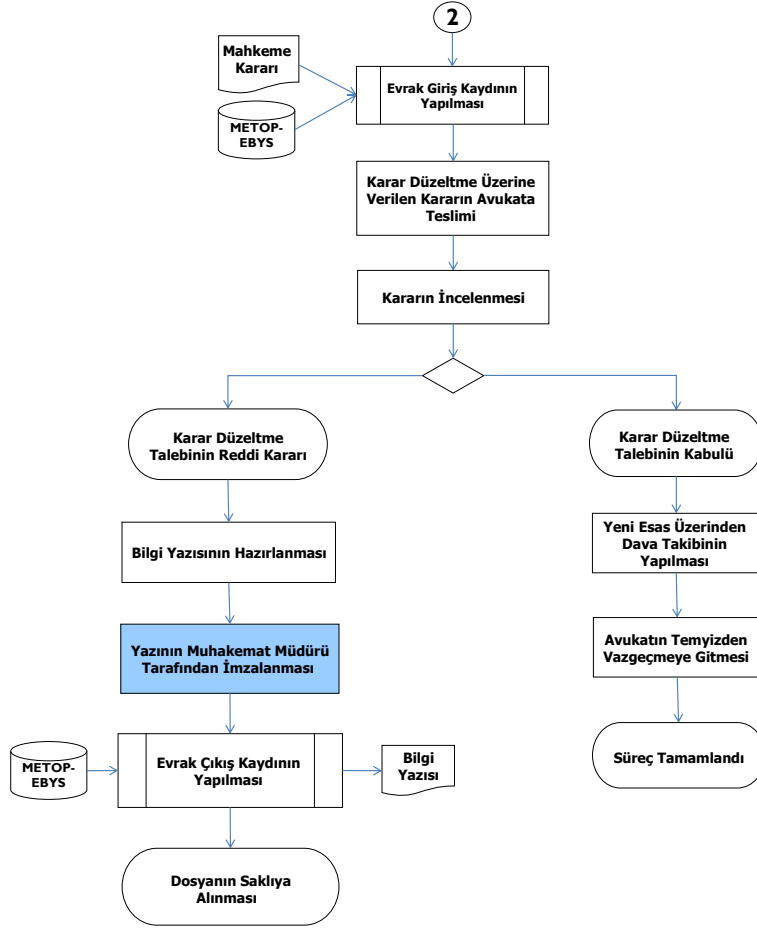 2
Mahkeme
Kararı
Evrak Giriş Kaydının
Yapılması
METOP-
EBYS
Karar Düzeltme Üzerine
Verilen Kararın Avukata
Teslimi
Kararın İncelenmesi
Karar Düzeltme
Talebinin Reddi Kararı
Karar Düzeltme
Talebinin Kabulü
Bilgi Yazısının Hazırlanması
Yeni Esas Üzerinden
Dava Takibinin
Yapılması
Yazının Muhakemat Müdürü
Tarafından İmzalanması
Avukatın Temyizden
Vazgeçmeye Gitmesi
METOP-
EBYS
Evrak Çıkış Kaydının
Yapılması
Bilgi
Yazısı
Süreç Tamamlandı
Dosyanın Saklıya
Alınması